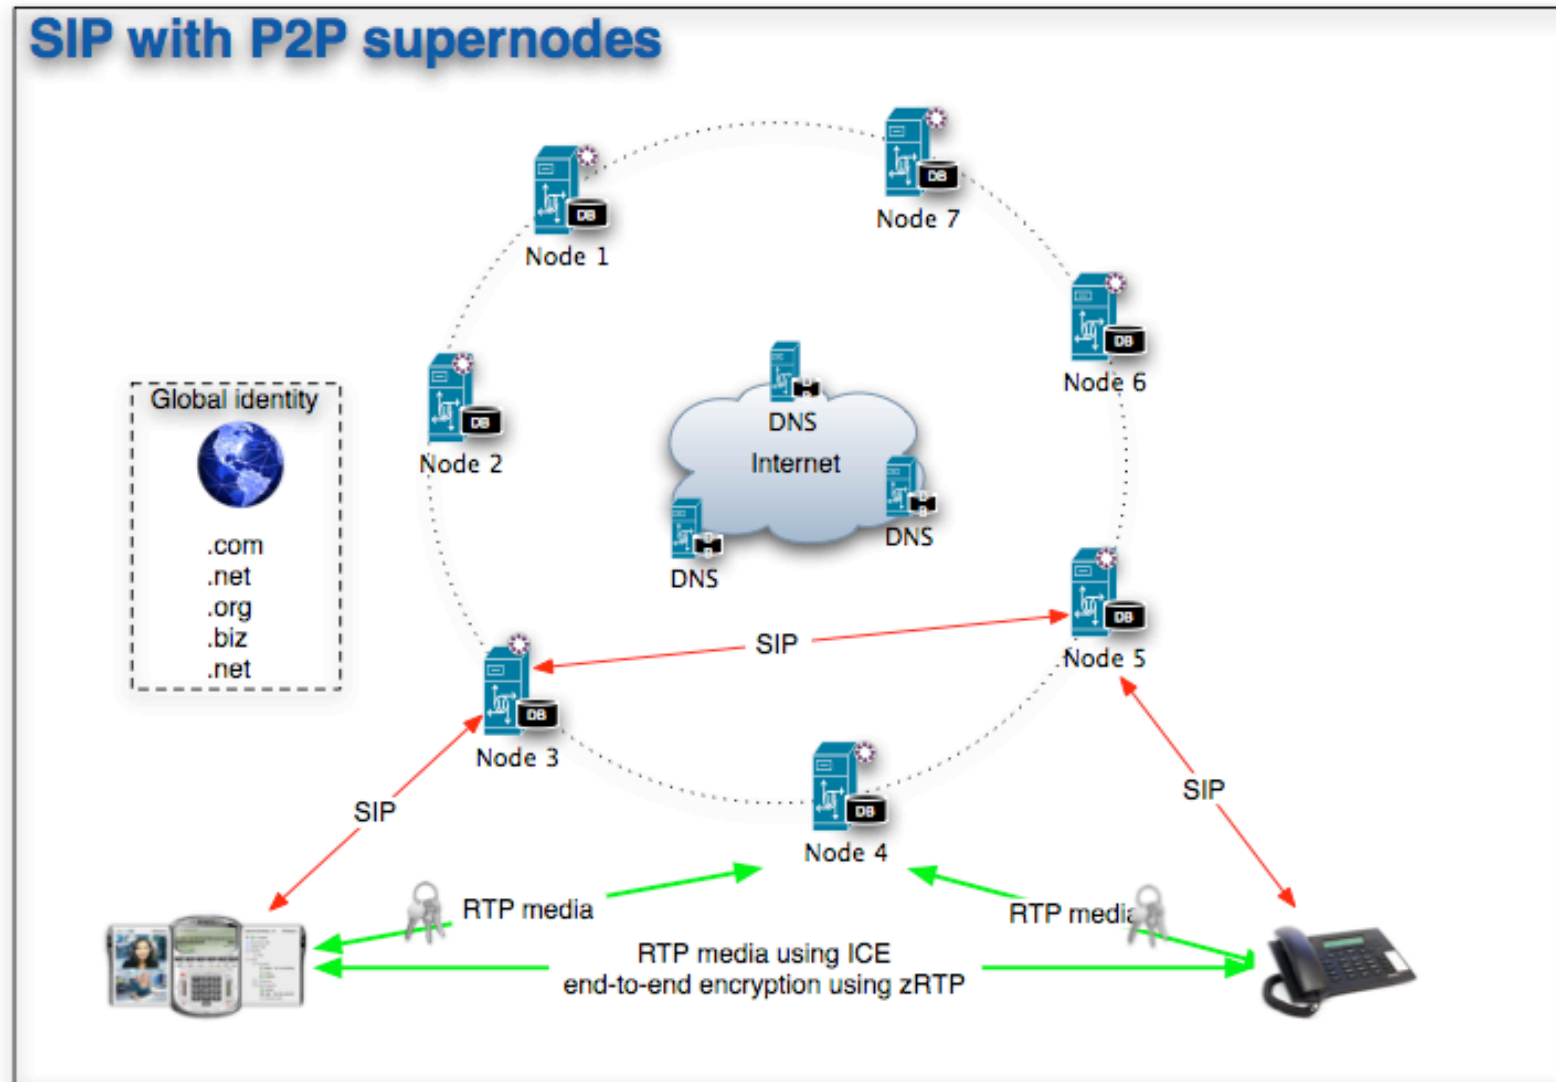 SIP with P2P supernodes
DB
Node 7
DB
Node 1
DB
Node 6
Global identity
.com
.net
.org
.biz
.net
DB
Node 2
DNS
Internet
DNS
DNS
DB
Node 5
SIP
DB
Node 3
SIP
SIP
DB
Node 4
RTP media
RTP media
RTP media using ICE
end-to-end encryption using zRTP